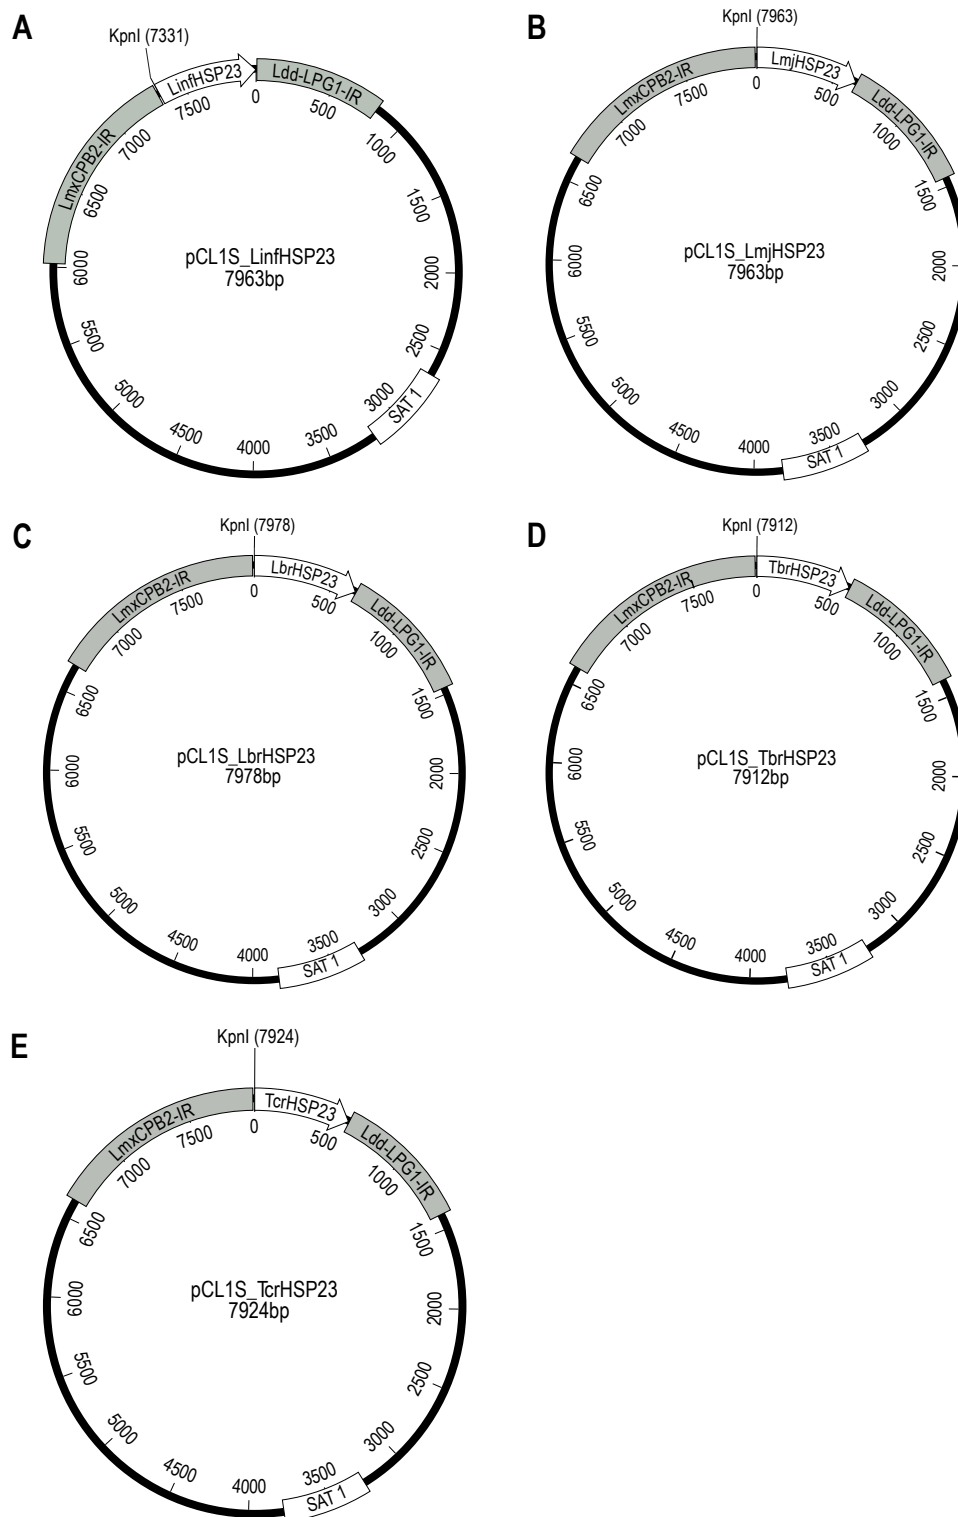 A
KpnI (7331)
LinfHSP23
Ldd-LPG1-IR
LmxCPB2-IR
0
500
1000
1500
2000
2500
3000
3500
4000
4500
5000
5500
6000
6500
7000
7500
SAT 1
pCL1S_LinfHSP23
7963bp
B
KpnI (7963)
LmjHSP23
Ldd-LPG1-IR
LmxCPB2-IR
0
500
1000
1500
2000
2500
3000
3500
4000
4500
5000
5500
6000
6500
7000
7500
SAT 1
pCL1S_LmjHSP23
7963bp
C
KpnI (7978)
LbrHSP23
Ldd-LPG1-IR
LmxCPB2-IR
0
500
1000
1500
2000
2500
3000
3500
4000
4500
5000
5500
6000
6500
7000
7500
SAT 1
pCL1S_LbrHSP23
7978bp
D
KpnI (7912)
TbrHSP23
Ldd-LPG1-IR
LmxCPB2-IR
0
500
1000
1500
2000
2500
3000
3500
4000
4500
5000
5500
6000
6500
7000
7500
SAT 1
pCL1S_TbrHSP23
7912bp
E
KpnI (7924)
TcrHSP23
Ldd-LPG1-IR
LmxCPB2-IR
0
500
1000
1500
2000
2500
3000
3500
4000
4500
5000
5500
6000
6500
7000
7500
SAT 1
pCL1S_TcrHSP23
7924bp